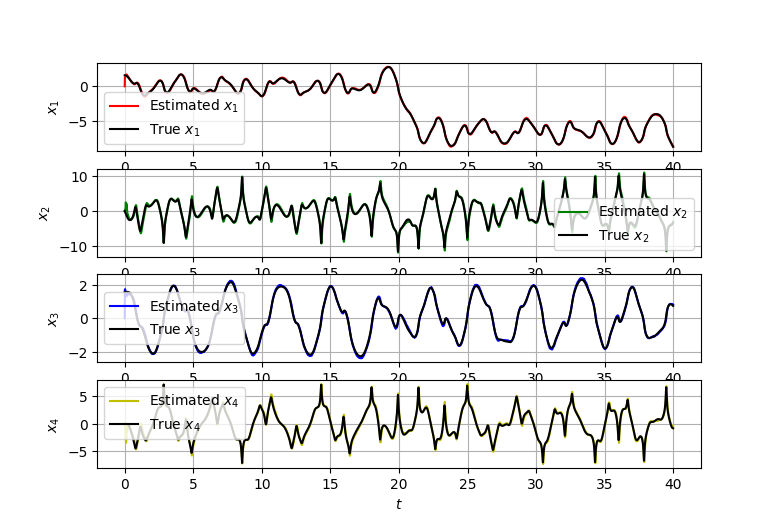 0
−5
x₁
Estimated x₁
True x₁
0 5 10 15 20 25 30 35 40
10
0
−10
x₂
Estimated x₂
True x₂
0 5 10 15 20 25 30 35 40
2
0
−2
x₃
Estimated x₃
True x₃
0 5 10 15 20 25 30 35 40
5
0
−5
x₄
Estimated x₄
True x₄
0 5 10 15 20 25 30 35 40
t